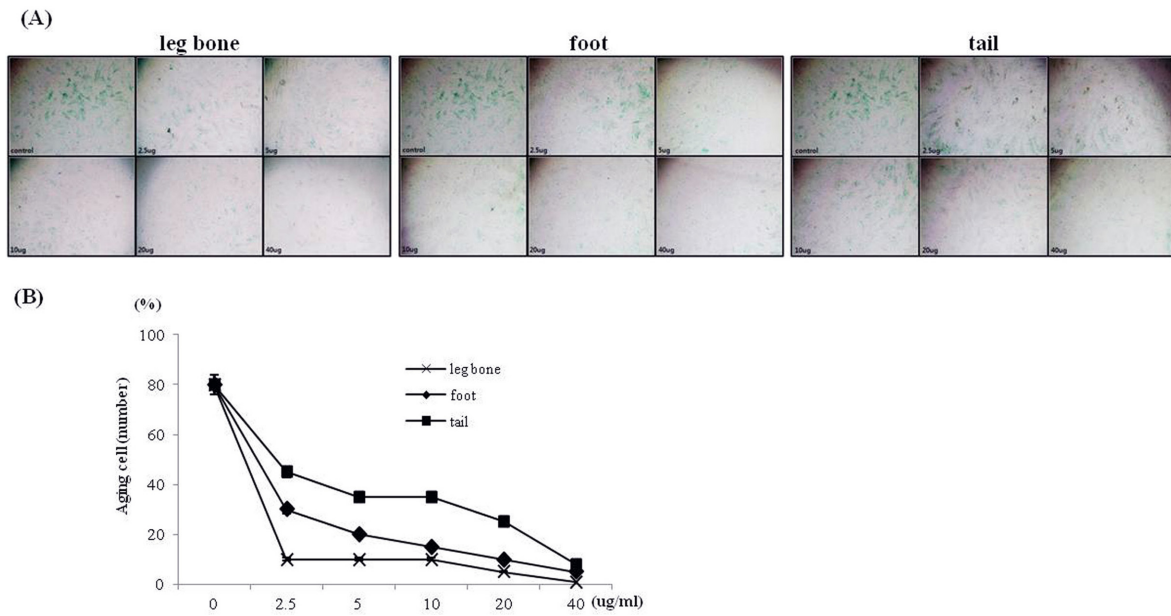 (A)
leg bone
foot
tail
control
2.5ug
5ug
control
2.5ug
5ug
control
2.5ug
5ug
10ug
20ug
40ug
10ug
20ug
40ug
10ug
20ug
40ug
(B)
(%)
Aging cell (number)
100
80
60
40
20
0
leg bone
foot
tail
0 2.5 5 10 20 40 (ug/ml)